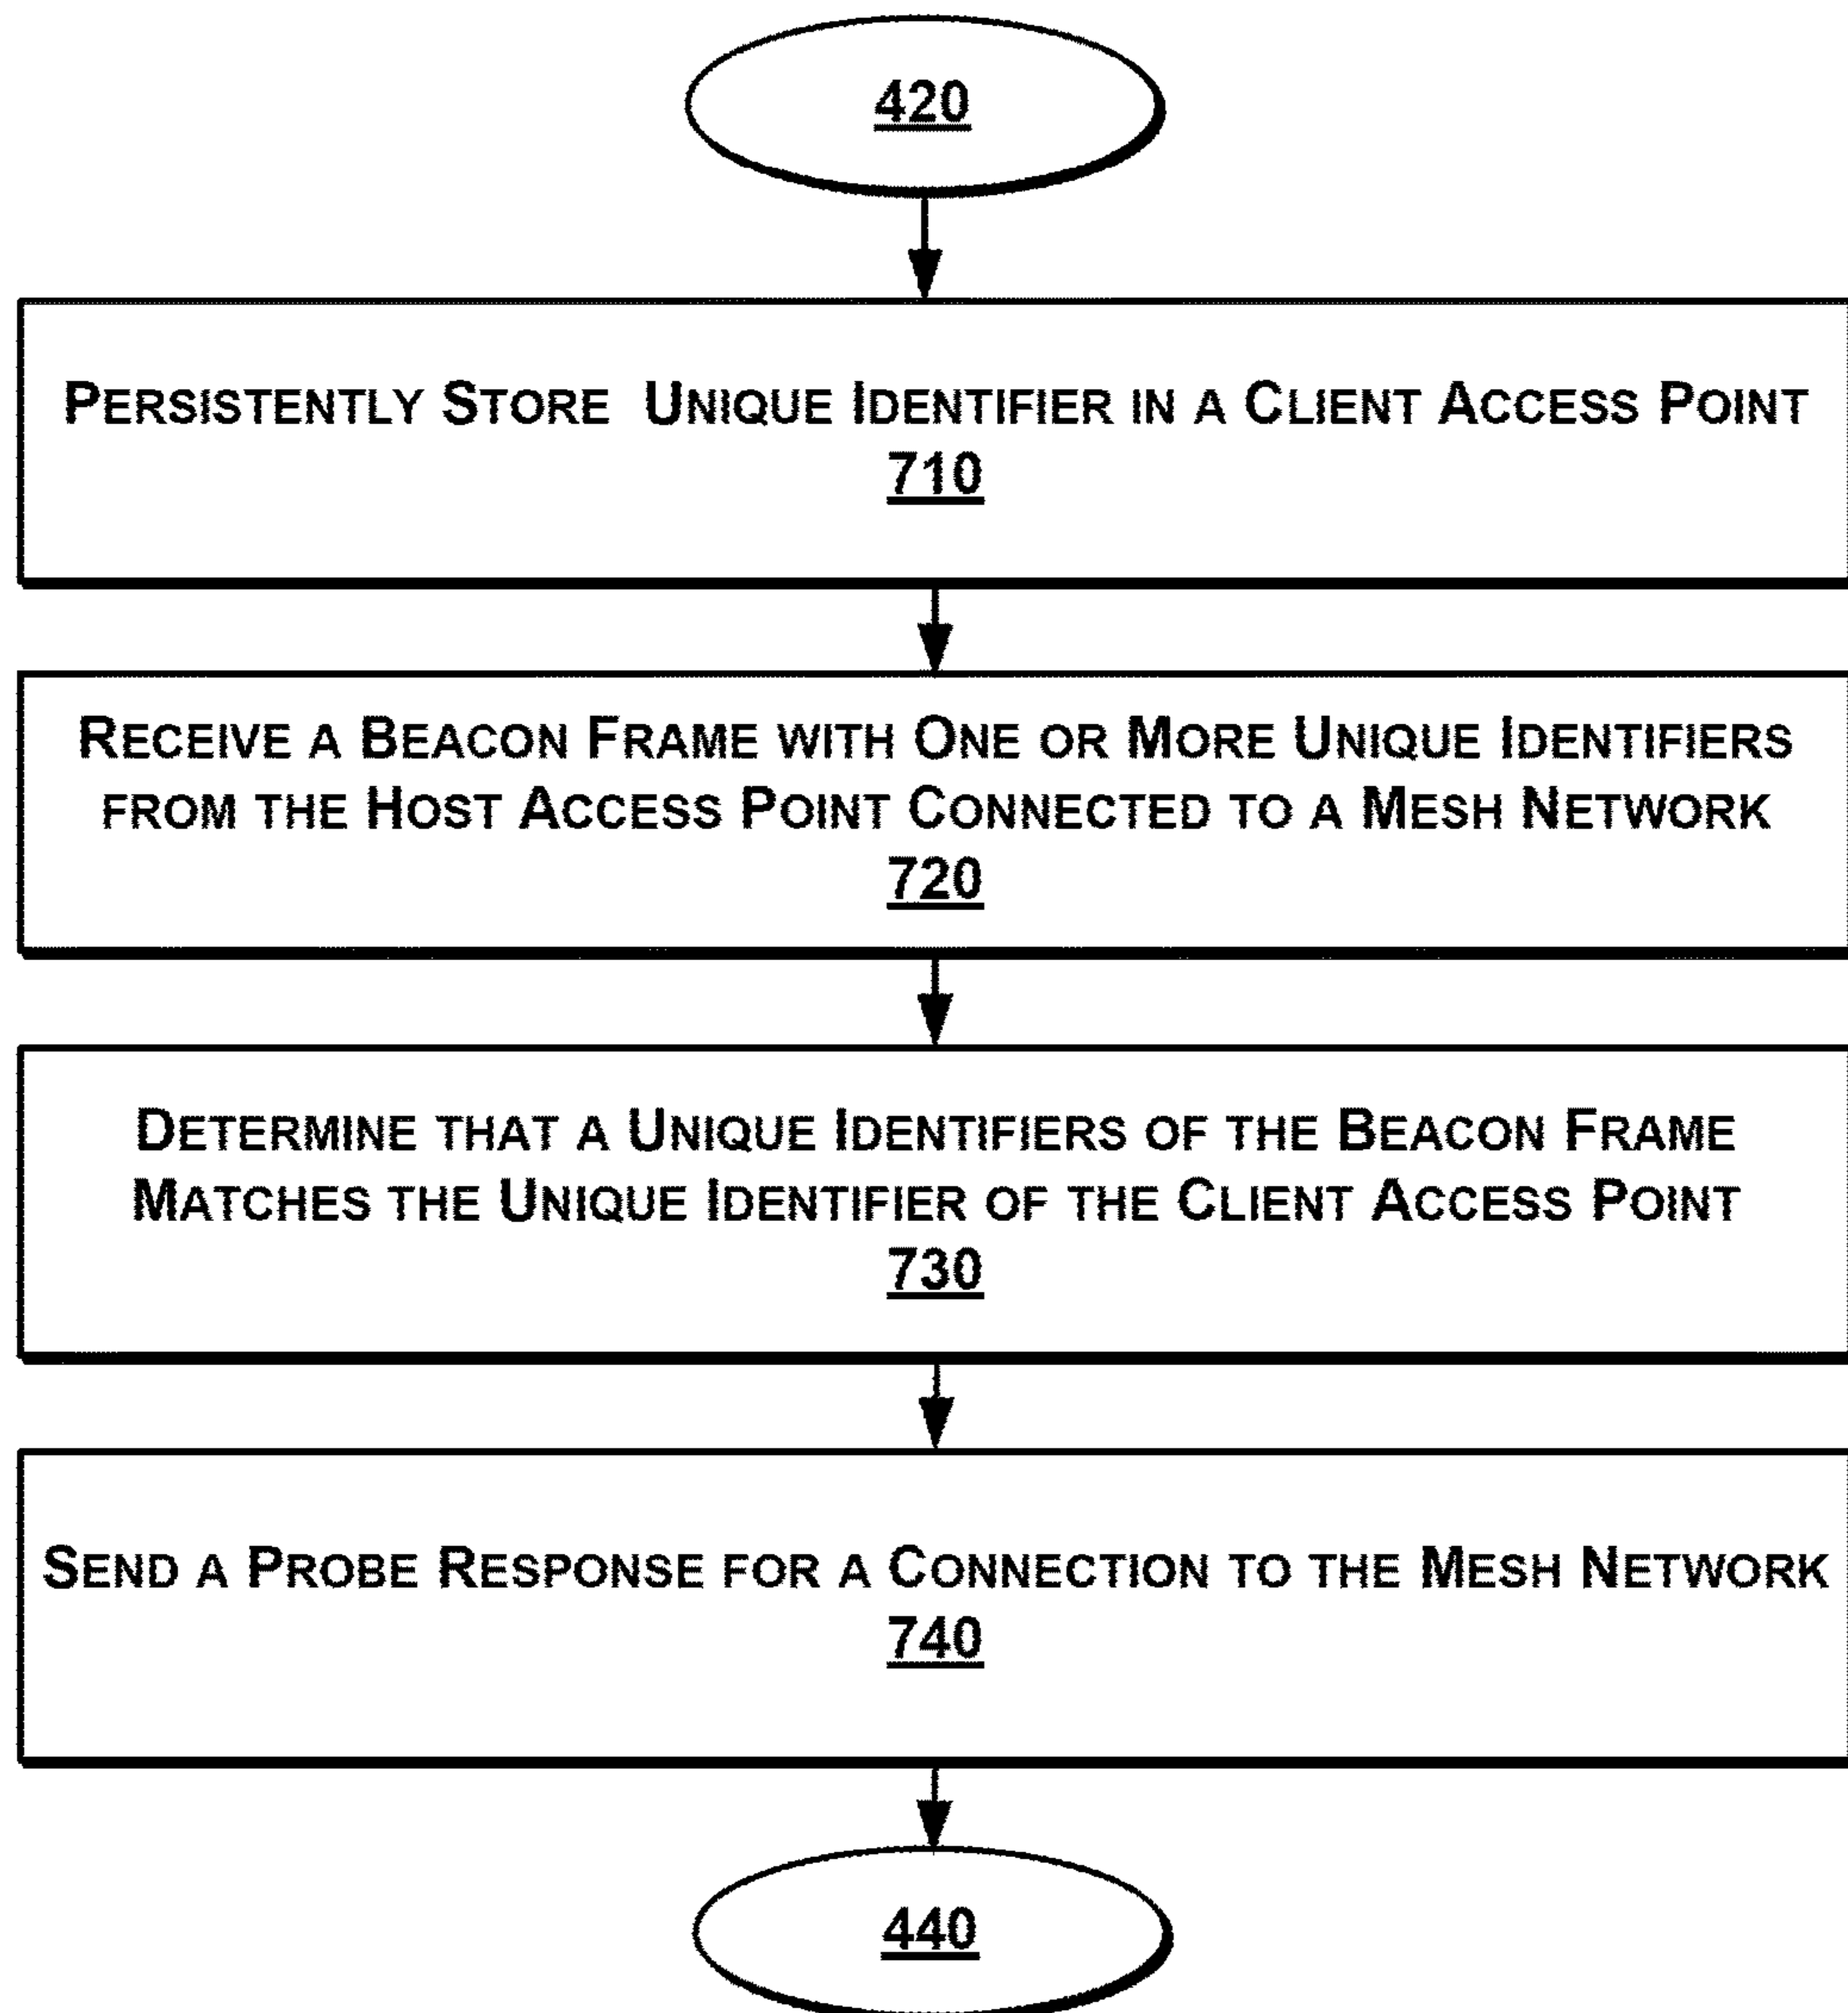 420
PERSISTENTLY STORE UNIQUE IDENTIFIER IN A CLIENT ACCESS POINT
710
RECEIVE A BEACON FRAME WITH ONE OR MORE UNIQUE IDENTIFIERS
FROM THE HOST ACCESS POINT CONNECTED TO A MESH NETWORK
720
DETERMINE THAT A UNIQUE IDENTIFIERS OF THE BEACON FRAME
MATCHES THE UNIQUE IDENTIFIER OF THE CLIENT ACCESS POINT
730
SEND A PROBE RESPONSE FOR A CONNECTION TO THE MESH NETWORK
740
440